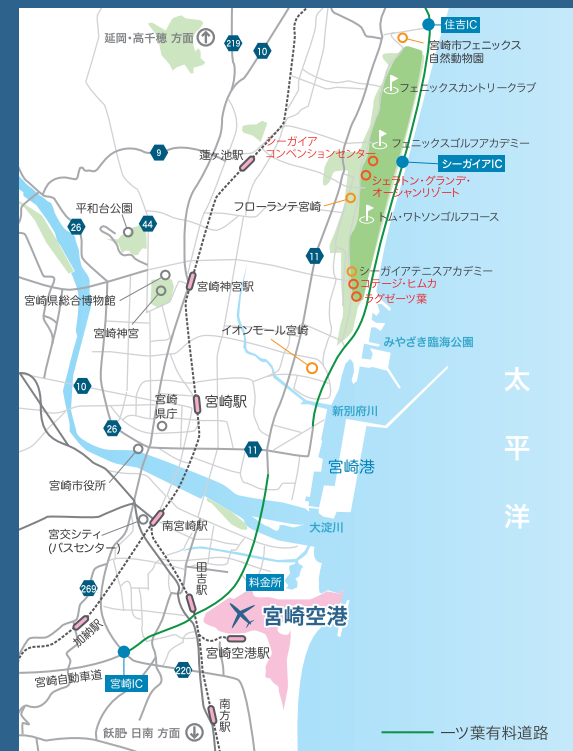 住吉IC
延岡・高千穂 方面
219
10
宮崎市フェニックス
自然動物園
フェニックスカントリークラブ
9
蓮ヶ池駅
シーガイア
コンベンションセンター
フェニックスゴルフアカデミー
シーガイアIC
シェラトン・グランデ・
オーシャンリゾート
平和台公園
フローランテ宮崎
トム・ワトソンゴルフコース
26
44
11
シーガイアテニスアカデミー
コテージ・ヒムカ
ラグゼーツ葉
宮崎県総合博物館
宮崎神宮駅
宮崎神宮
イオンモール宮崎
みやざき臨海公園
太平洋
10
宮崎
県庁
宮崎駅
新別府川
26
11
宮崎港
宮崎市役所
南宮崎駅
大淀川
宮交シティ
(バスセンター)
田吉駅
料金所
269
宮崎空港
加納駅
宮崎空港駅
宮崎自動車道
宮崎IC
220
南方駅
飫肥・日南 方面
一ツ葉有料道路